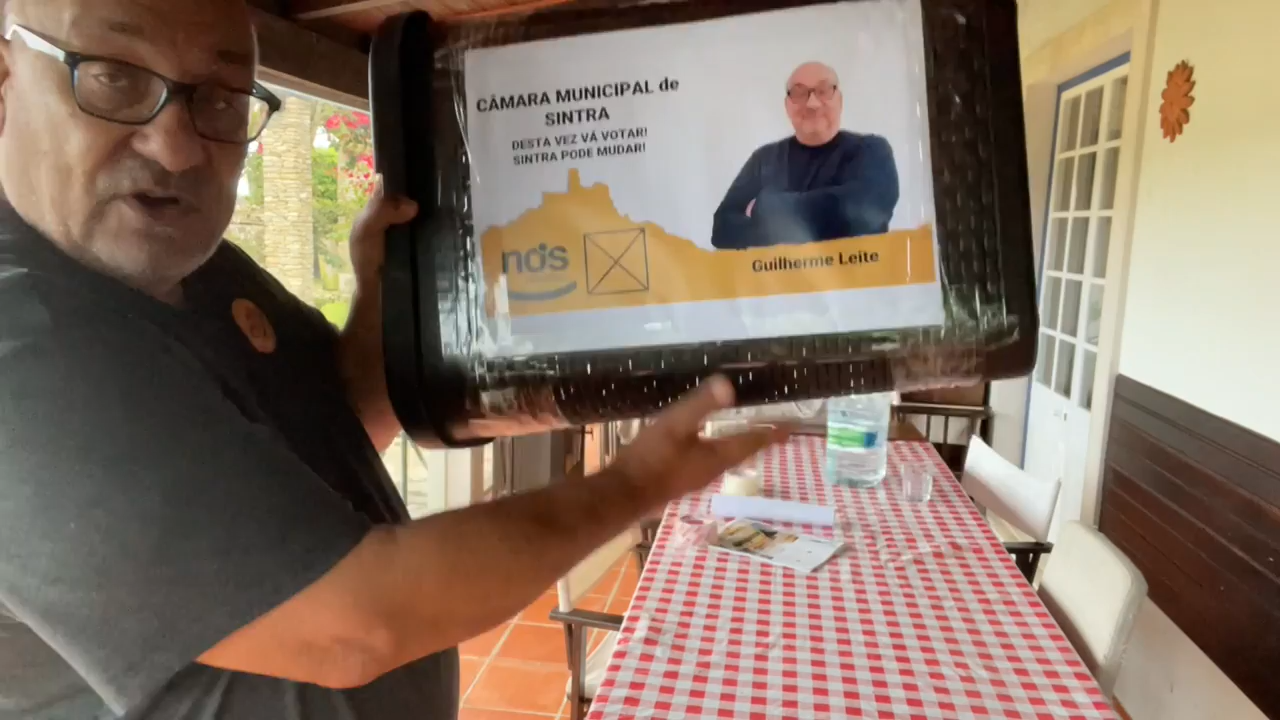 CÂMARA MUNICIPAL de
SINTRA
DESTA VEZ VÁ VOTAR!
SINTRA PODE MUDAR!
nós
Guilherme Leite